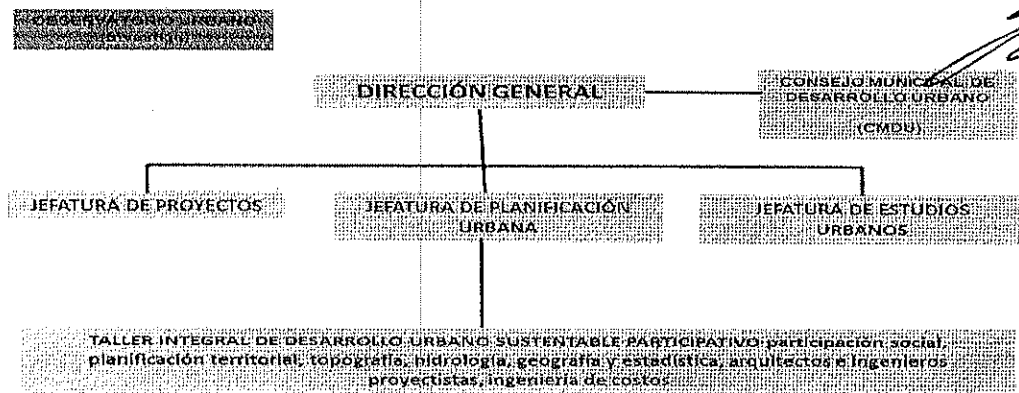 OBSERVATORIO URBANO
DIRECCIÓN GENERAL
CONSEJO MUNICIPAL DE
DESARROLLO URBANO
(CMDU)
JEFATURA DE PROYECTOS
JEFATURA DE PLANIFICACIÓN
URBANA
JEFATURA DE ESTUDIOS
URBANOS
TALLER INTEGRAL DE DESARROLLO URBANO SUSTENTABLE PARTICIPATIVO: participación social,
planificación territorial, topografía, hidrología, geografía y estadística, arquitectos e ingenieros
proyectistas, ingeniería de costos